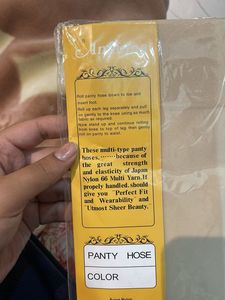 Roll panty hose down to toe and
insert foot.
Roll up each leg separately and pull
on panty to the knee using as much
fabric as required.
Now stand up and continue rolling
from knee to top of leg then gently
roll on panty to waist.
These multi-type panty
hoses, ........because of
the great strength
and elasticity of Japan
Nylon 66 Multi Yarn.If
propely handled. should
give you "Perfect Fit
and Wearability" and
"Utmost Sheer Beauty.
PANTY HOSE
COLOR